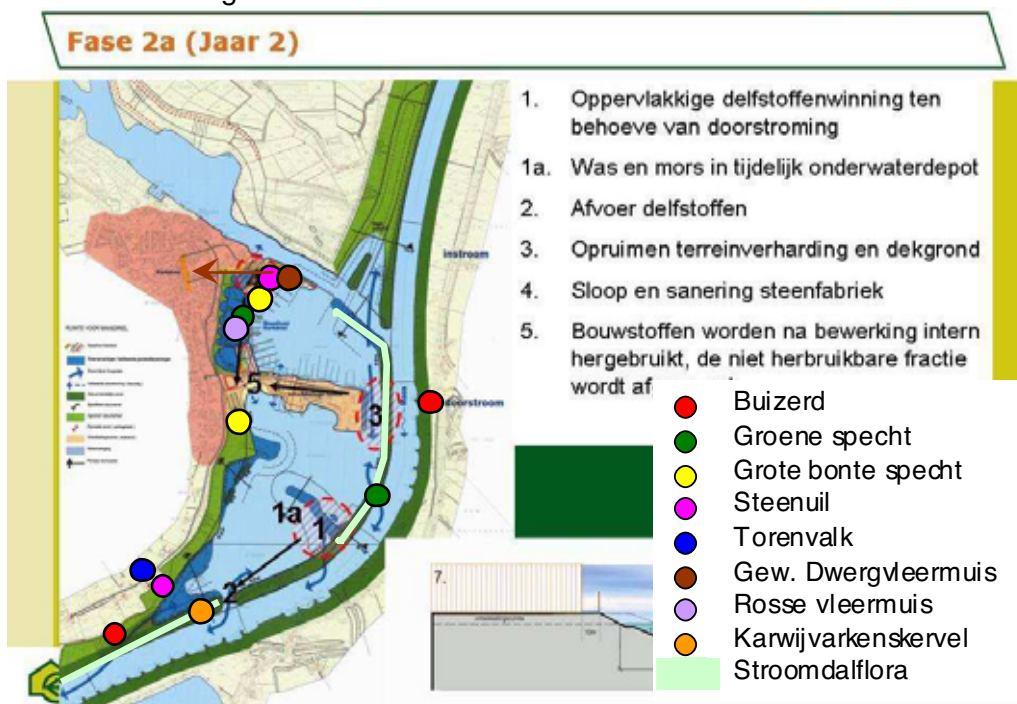 Fase 2a (Jaar 2)
1. Oppervlakkige delfstoffenwinning ten
behoeve van doorstroming
1a. Was en mors in tijdelijk onderwaterdepot
2. Afvoer delfstoffen
3. Opruimen terreinverharding en dekgrond
4. Sloop en sanering steenfabriek
5. Bouwstoffen worden na bewerking intern
hergebruikt, de niet herbruikbare fractie
wordt
instroom
doorstroom
5
3
1a
1
2
7.
Buizerd
Groene specht
Grote bonte specht
Steenuil
Torenvalk
Gew. Dwergvleermuis
Rosse vleermuis
Karwijvarkenskervel
Stroomdalflora